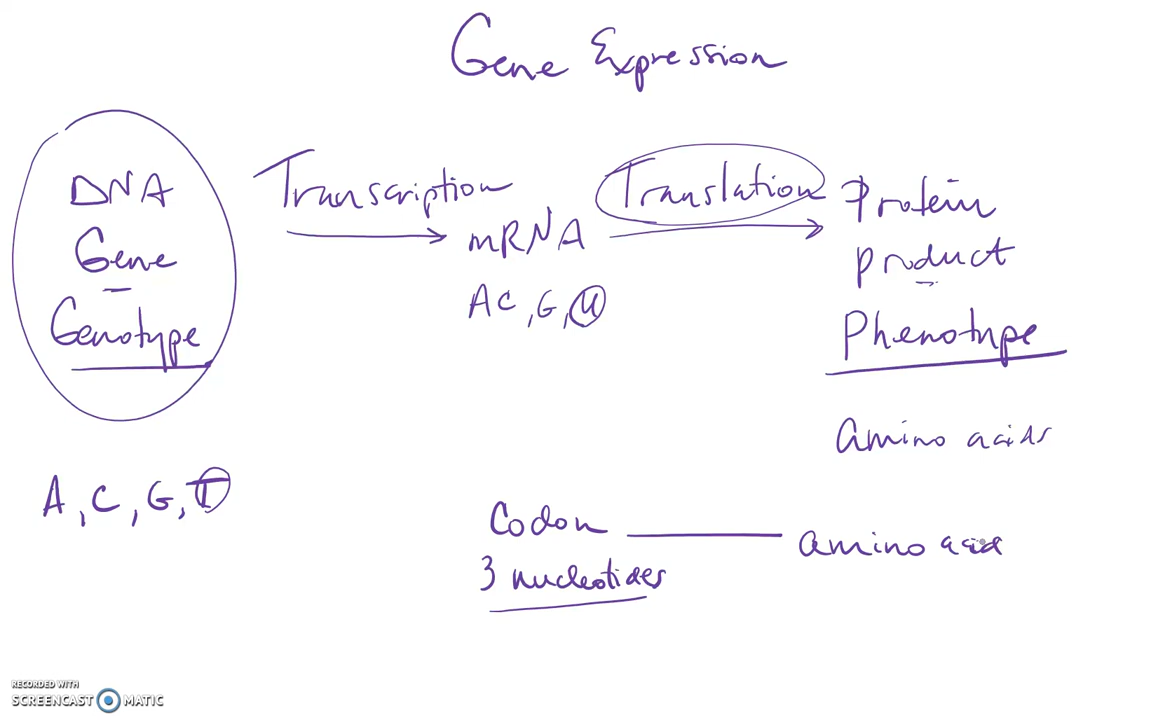 Gene Expression
DNA
Gene
Genotype
A, C, G, T
Transcription
mRNA
AC, G, U
Translation
Protein
product
Phenotype
amino acids
Codon
3 nucleotides
amino acid
RECORDED WITH
SCREENCAST MATIC